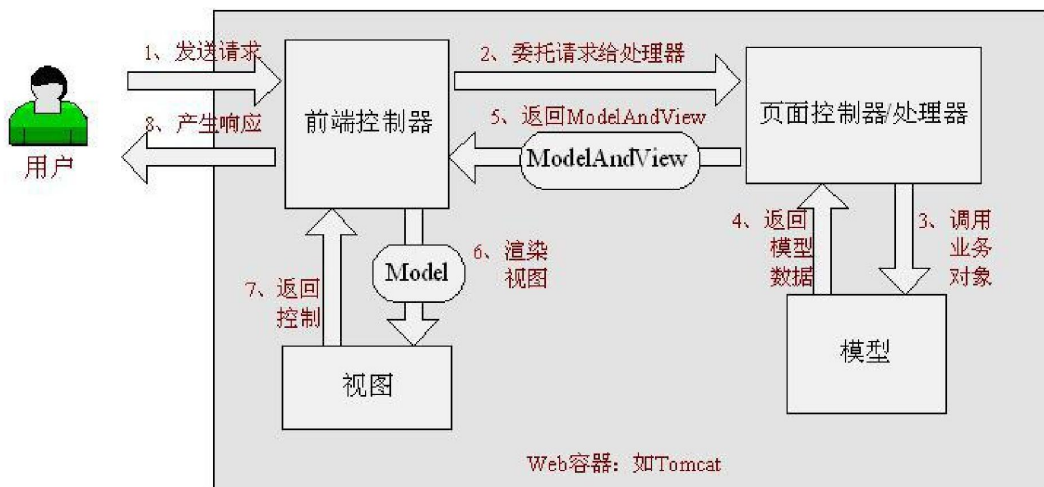 1、发送请求
2、委托请求给处理器
前端控制器
页面控制器/处理器
8、产生响应
5、返回ModelAndView
ModelAndView
用户
4、返回
模型
数据
3、调用
业务
对象
6、渲染
视图
Model
7、返回
控制
视图
模型
Web容器：如Tomcat